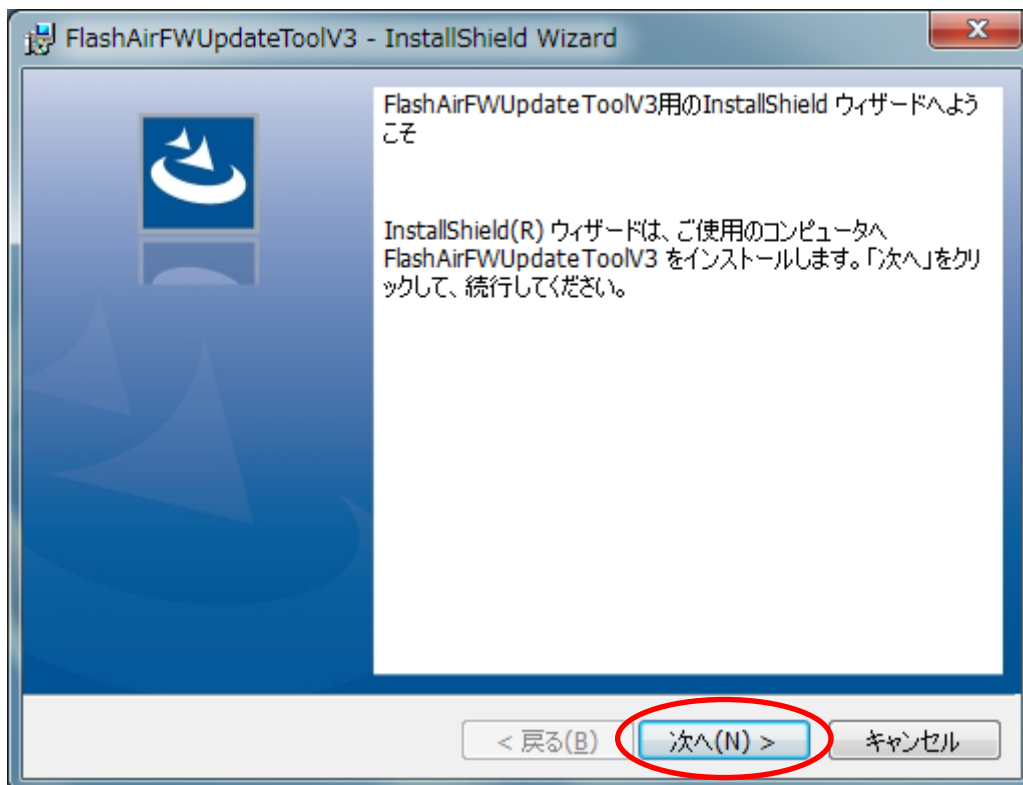 FlashAirFWUpdateToolV3 - InstallShield Wizard
FlashAirFWUpdateToolV3用のInstallShield ウィザードへよう
こそ
InstallShield(R) ウィザードは、ご使用のコンピュータへ
FlashAirFWUpdateToolV3 をインストールします。「次へ」をクリ
ックして、続行してください。
< 戻る(B) 次へ(N) > キャンセル